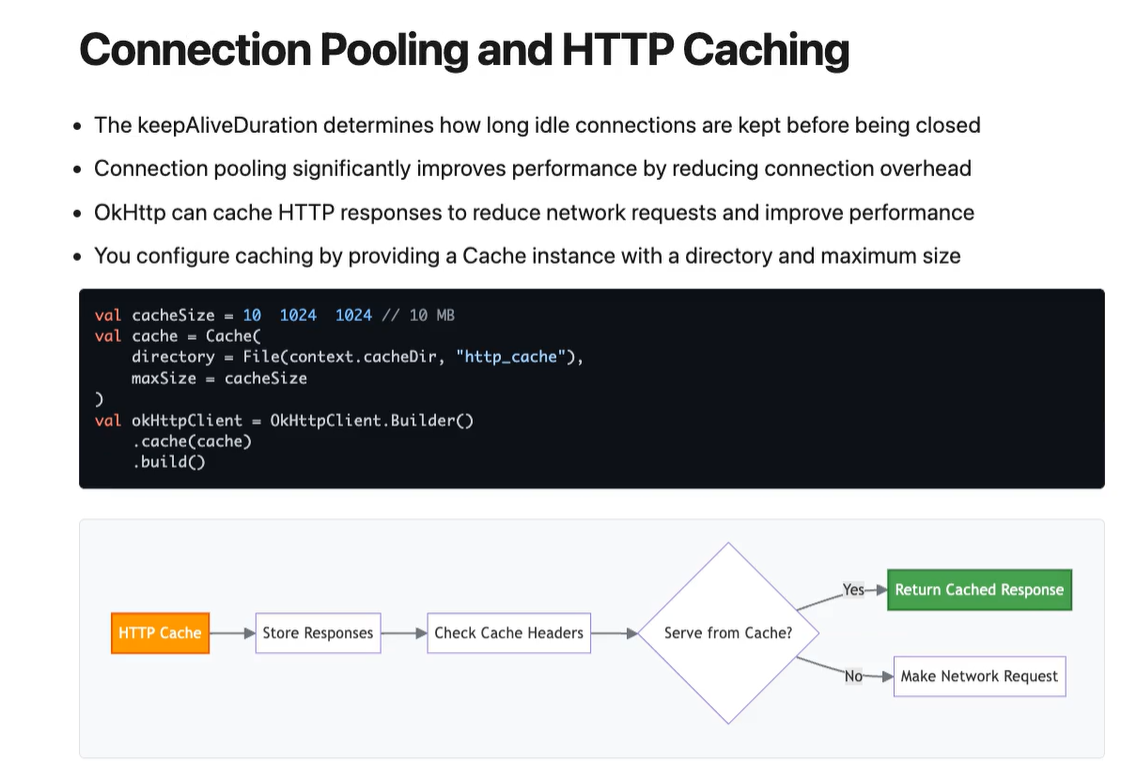 Connection Pooling and HTTP Caching
• The keepAliveDuration determines how long idle connections are kept before being closed
• Connection pooling significantly improves performance by reducing connection overhead
• OkHttp can cache HTTP responses to reduce network requests and improve performance
• You configure caching by providing a Cache instance with a directory and maximum size
val cacheSize = 10  1024  1024 // 10 MB
val cache = Cache(
    directory = File(context.cacheDir, "http_cache"),
    maxSize = cacheSize
)
val okHttpClient = OkHttpClient.Builder()
    .cache(cache)
    .build()
HTTP Cache
Store Responses
Check Cache Headers
Serve from Cache?
Yes
Return Cached Response
No
Make Network Request